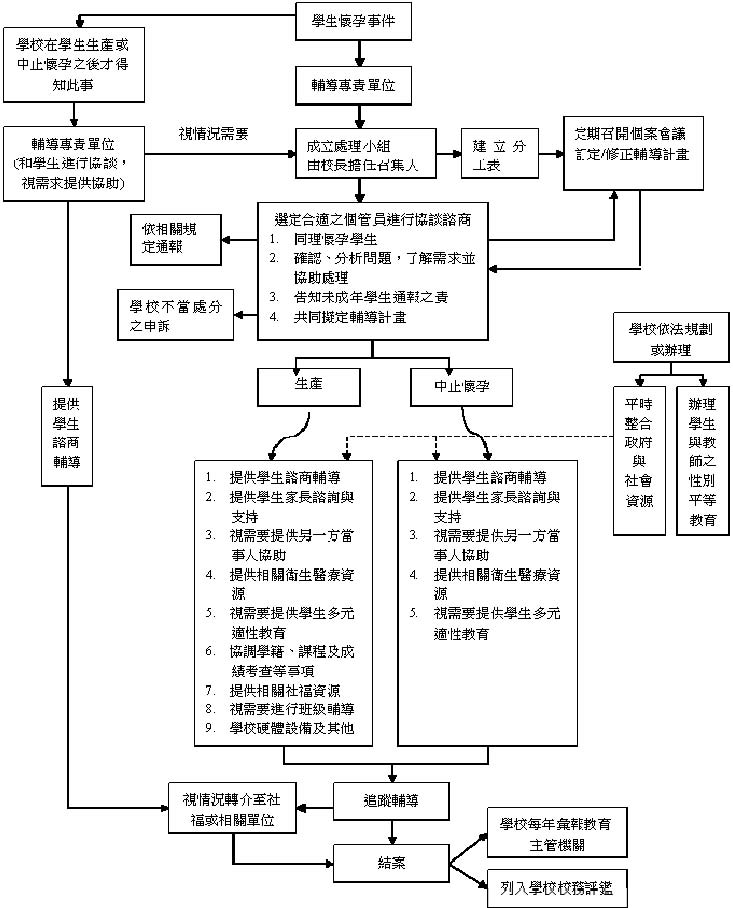 學生懷孕事件
學校在學生生產或
中止懷孕之後才得
知此事
輔導專責單位
輔導專責單位
(和學生進行協談，
視需求提供協助)
視情況需要
成立處理小組
由校長擔任召集人
建立分
工表
定期召開個案會議
訂定/修正輔導計畫
依相關規
定通報
選定合適之個管員進行協談諮商
1. 同理懷孕學生
2. 確認、分析問題，了解需求並
協助處理
3. 告知未成年學生通報之責
4. 共同擬定輔導計畫
學校不當處分
之申訴
學校依法規劃
或辦理
生產
中止懷孕
提供
學生
諮商
輔導
平時
整合
政府
與
社會
資源
辦理
學生
與教
師之
性別
平等
教育
1. 提供學生諮商輔導
2. 提供學生家長諮詢與
支持
3. 視需要提供另一方當
事人協助
4. 提供相關衛生醫療資
源
5. 視需要提供學生多元
適性教育
6. 協調學籍、課程及成
績考查等事項
7. 提供相關社福資源
8. 視需要進行班級輔導
9. 學校硬體設備及其他
1. 提供學生諮商輔導
2. 提供學生家長諮詢與
支持
3. 視需要提供另一方當
事人協助
4. 提供相關衛生醫療資
源
5. 視需要提供學生多元
適性教育
視情況轉介至社
福或相關單位
追蹤輔導
結案
學校每年彙報教育
主管機關
列入學校校務評鑑